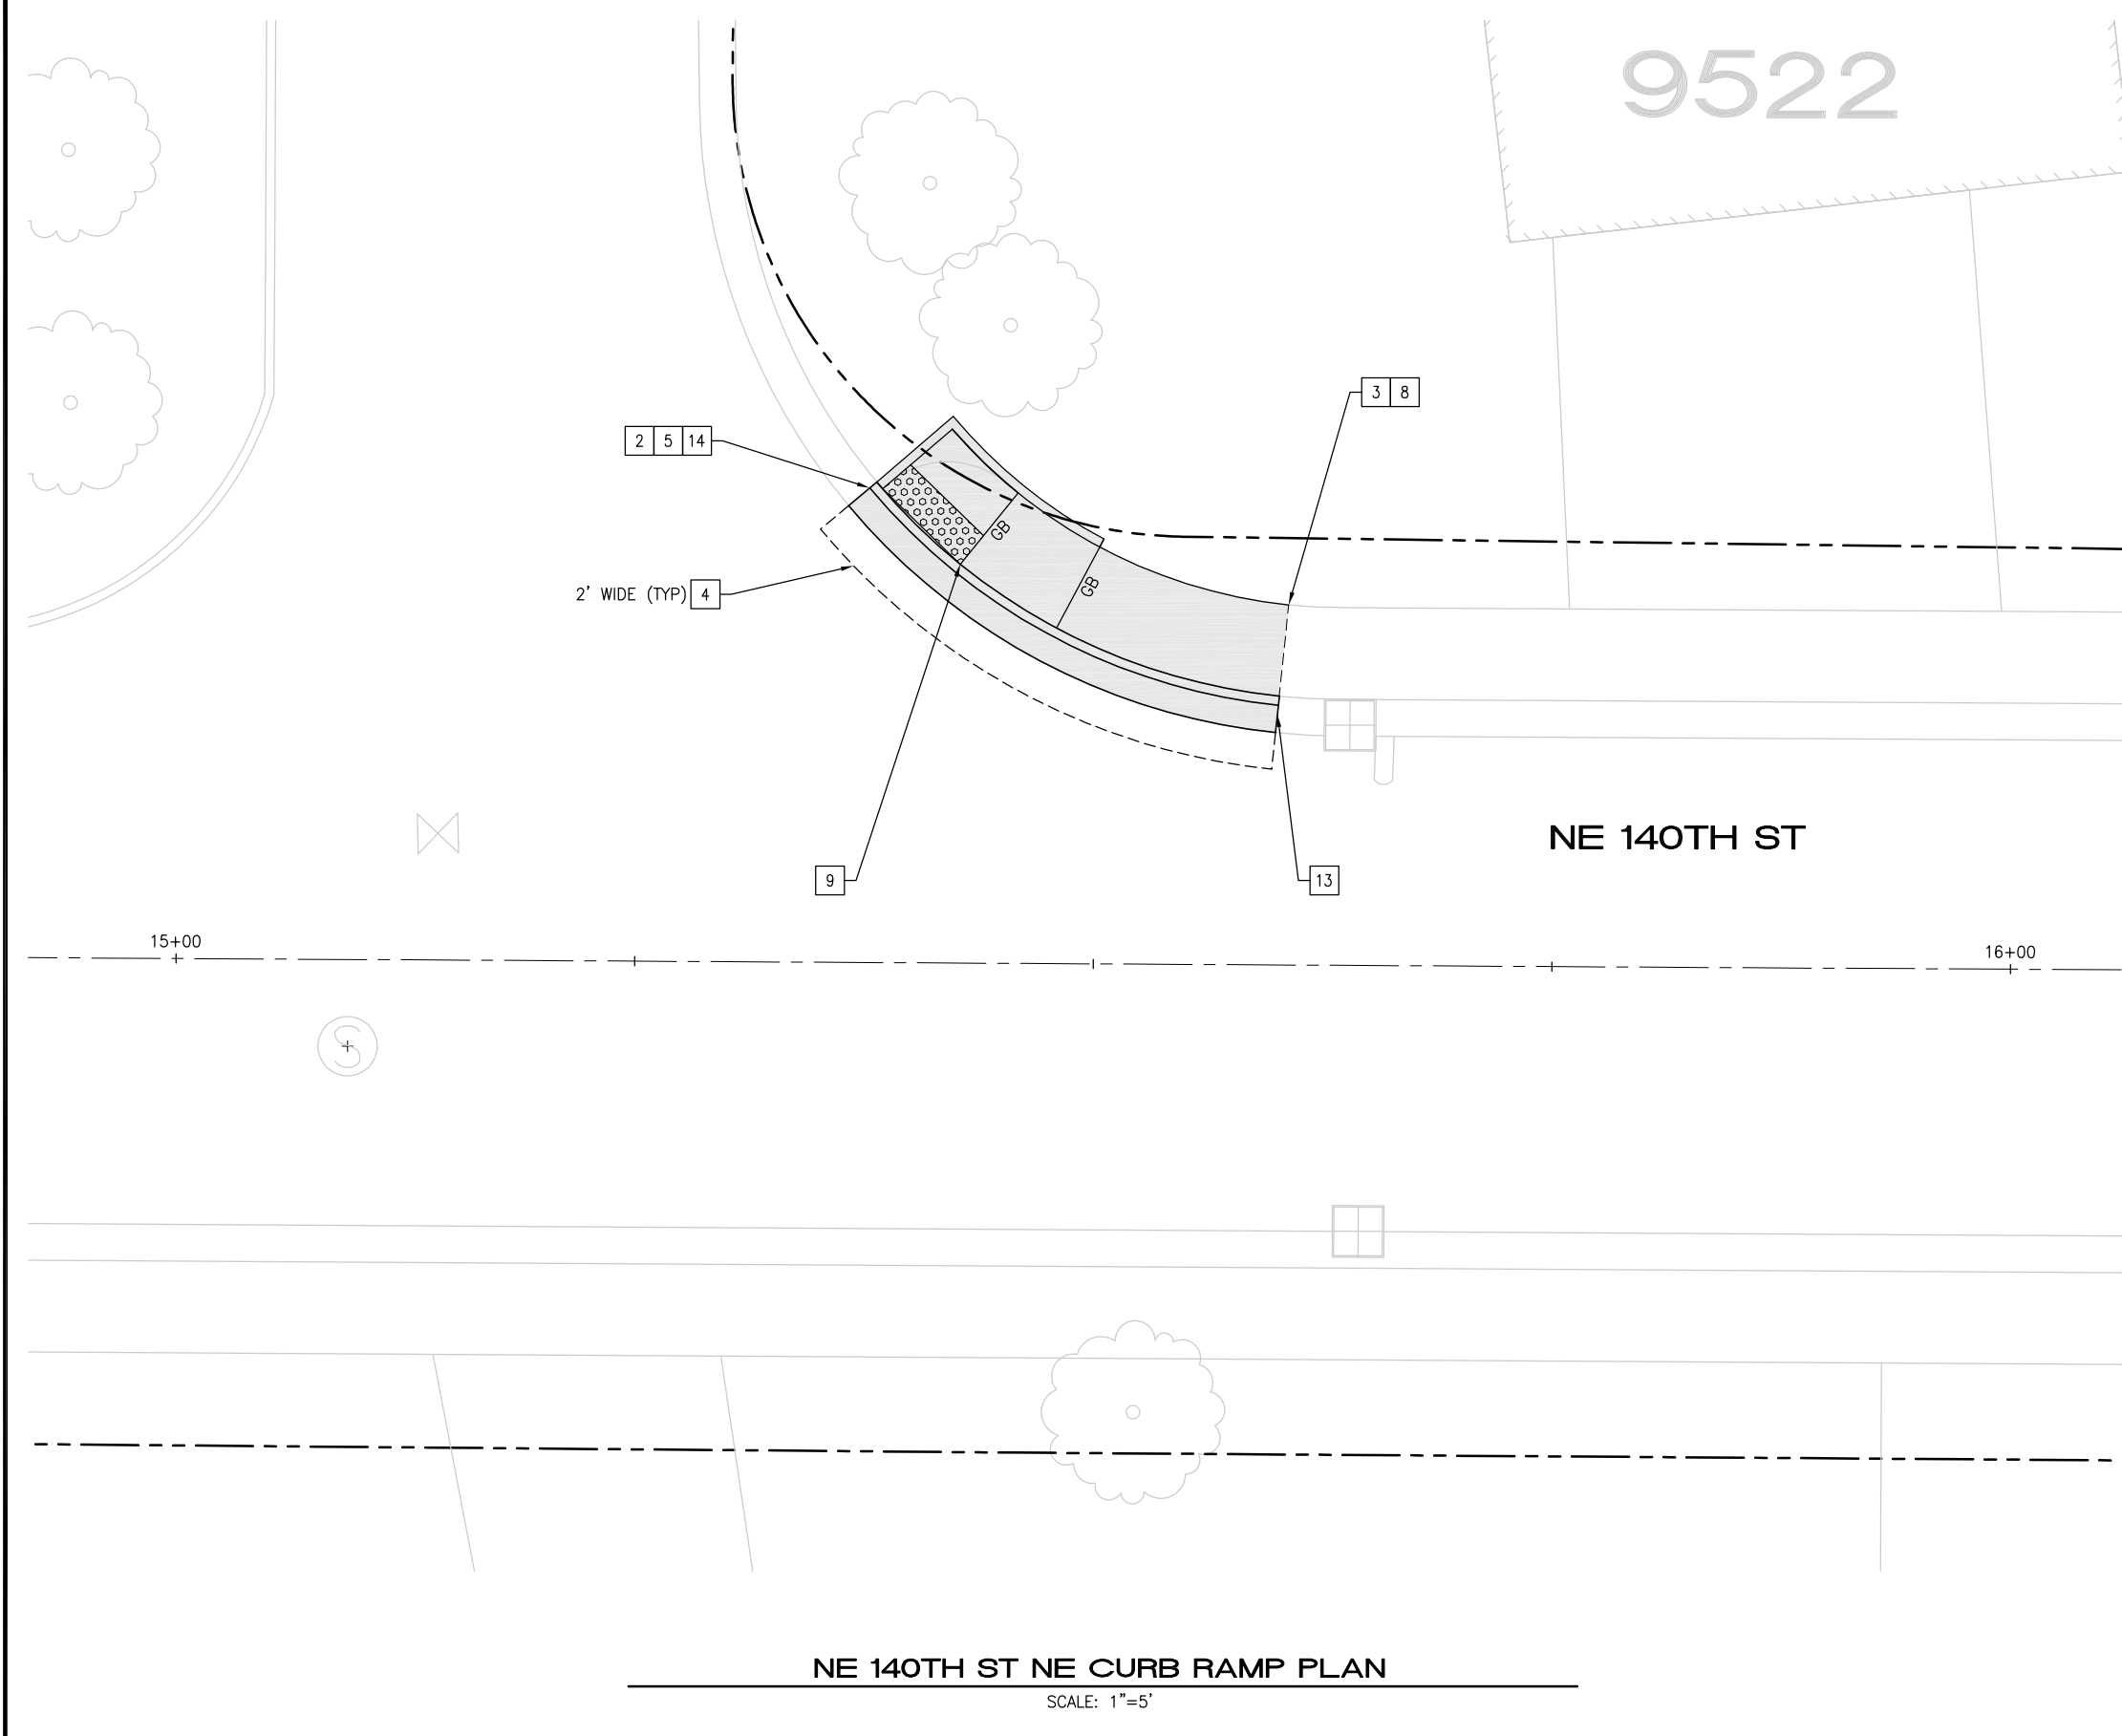 9522
3 8
2 5 14
GB
GB
2' WIDE (TYP) 4
NE 140TH ST
9
13
15+00
16+00
S
NE 140TH ST NE CURB RAMP PLAN
SCALE: 1"=5'